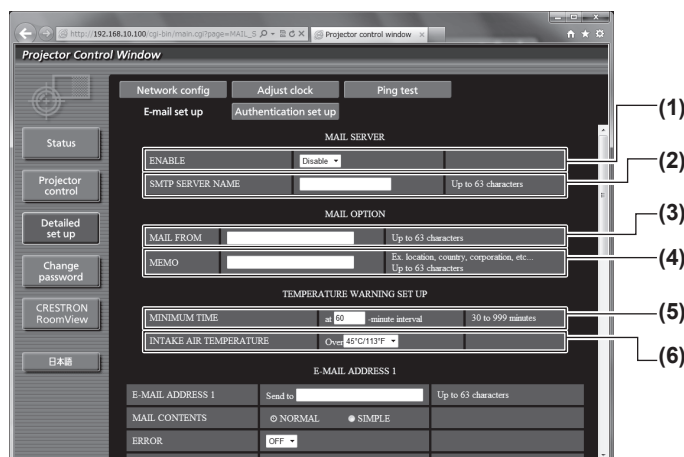 http://192.168.10.100/cgi-bin/main.cgi?page=MAIL_S
Projector control window
Projector Control Window
Network config
Adjust clock
Ping test
E-mail set up
Authentication set up
Status
Projector
control
Detailed
set up
Change
password
CRESTRON
RoomView
日本語
MAIL SERVER
ENABLE Disable
SMTP SERVER NAME Up to 63 characters
MAIL OPTION
MAIL FROM Up to 63 characters
MEMO Ex. location, country, corporation, etc...
Up to 63 characters
TEMPERATURE WARNING SET UP
MINIMUM TIME at 60 -minute interval 30 to 999 minutes
INTAKE AIR TEMPERATURE Over 45°C/113°F
E-MAIL ADDRESS 1
E-MAIL ADDRESS 1 Send to Up to 63 characters
MAIL CONTENTS NORMAL SIMPLE
ERROR OFF
(1)
(2)
(3)
(4)
(5)
(6)